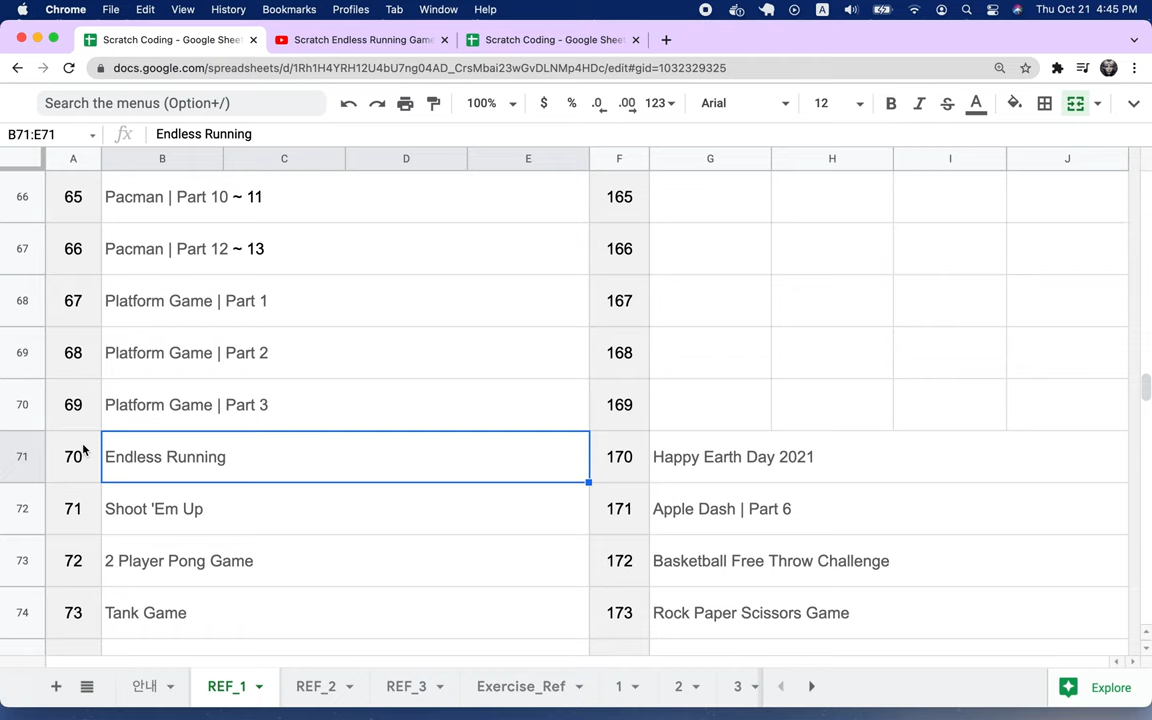 Chrome File Edit View History Bookmarks Profiles Tab Window Help A Thu Oct 21 4:45 PM
Scratch Coding - Google Shee Scratch Endless Running Game Scratch Coding - Google Shee
docs.google.com/spreadsheets/d/1Rh1H4YRH12U4bU7ng04AD_CrsMbai23wGvDLNMp4HDc/edit#gid=1032329325
Search the menus (Option+/) 100% $ % .0 .00 123 Arial 12 B I S A
B71:E71 fx Endless Running
A B C D E F G H I J
66 65 Pacman | Part 10 ~ 11 165
67 66 Pacman | Part 12 ~ 13 166
68 67 Platform Game | Part 1 167
69 68 Platform Game | Part 2 168
70 69 Platform Game | Part 3 169
71 70 Endless Running 170 Happy Earth Day 2021
72 71 Shoot 'Em Up 171 Apple Dash | Part 6
73 72 2 Player Pong Game 172 Basketball Free Throw Challenge
74 73 Tank Game 173 Rock Paper Scissors Game
+ 안내 REF_1 REF_2 REF_3 Exercise_Ref 1 2 3 Explore